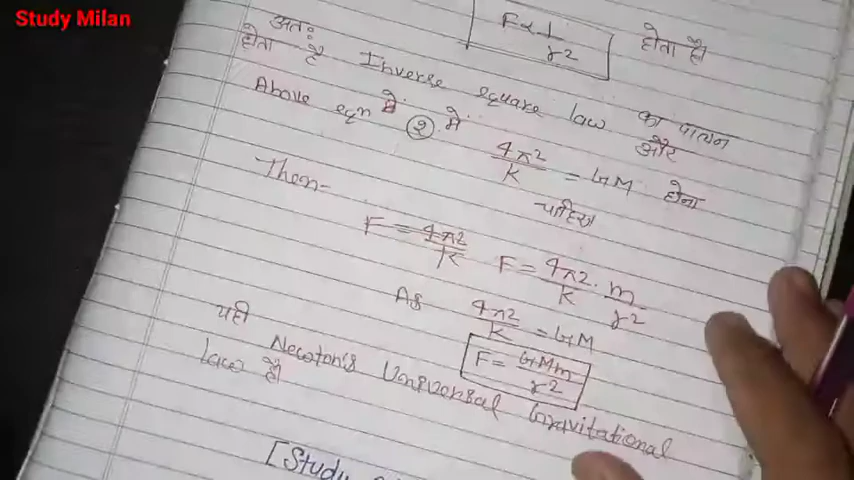 Study Milan
F ∝ 1/r2 होता है
अतः Inverse square law का पालन
होता है और
Above eqn में (2) में 4π2/K = GM होना
चाहिए
Then-
F = 4π2/K F = 4π2/K . m/r2
As 4π2/K = GM
F = GMm/r2
यही Newton's Universal Gravitational
law है
[Study